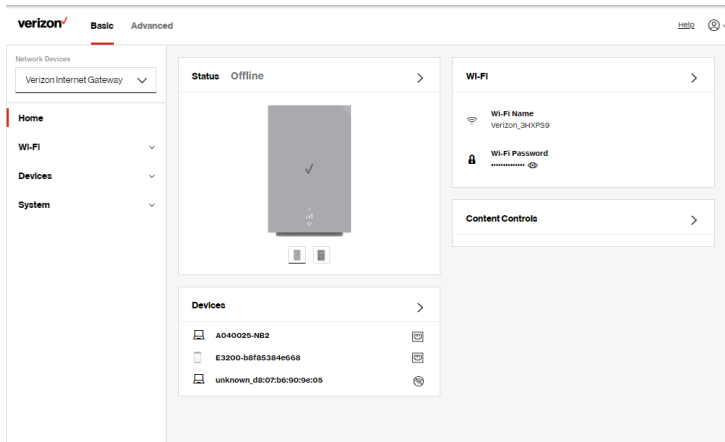 verizon
Basic
Advanced
Help
Network Devices
Verizon Internet Gateway
Home
Wi-Fi
Devices
System
Status Offline
Devices
A040025-NB2
E3200-b8f85384e668
unknown_d8:07:b6:90:9e:05
Wi-Fi
Wi-Fi Name
Verizon_3HXPS9
Wi-Fi Password
••••••••••••••
Content Controls